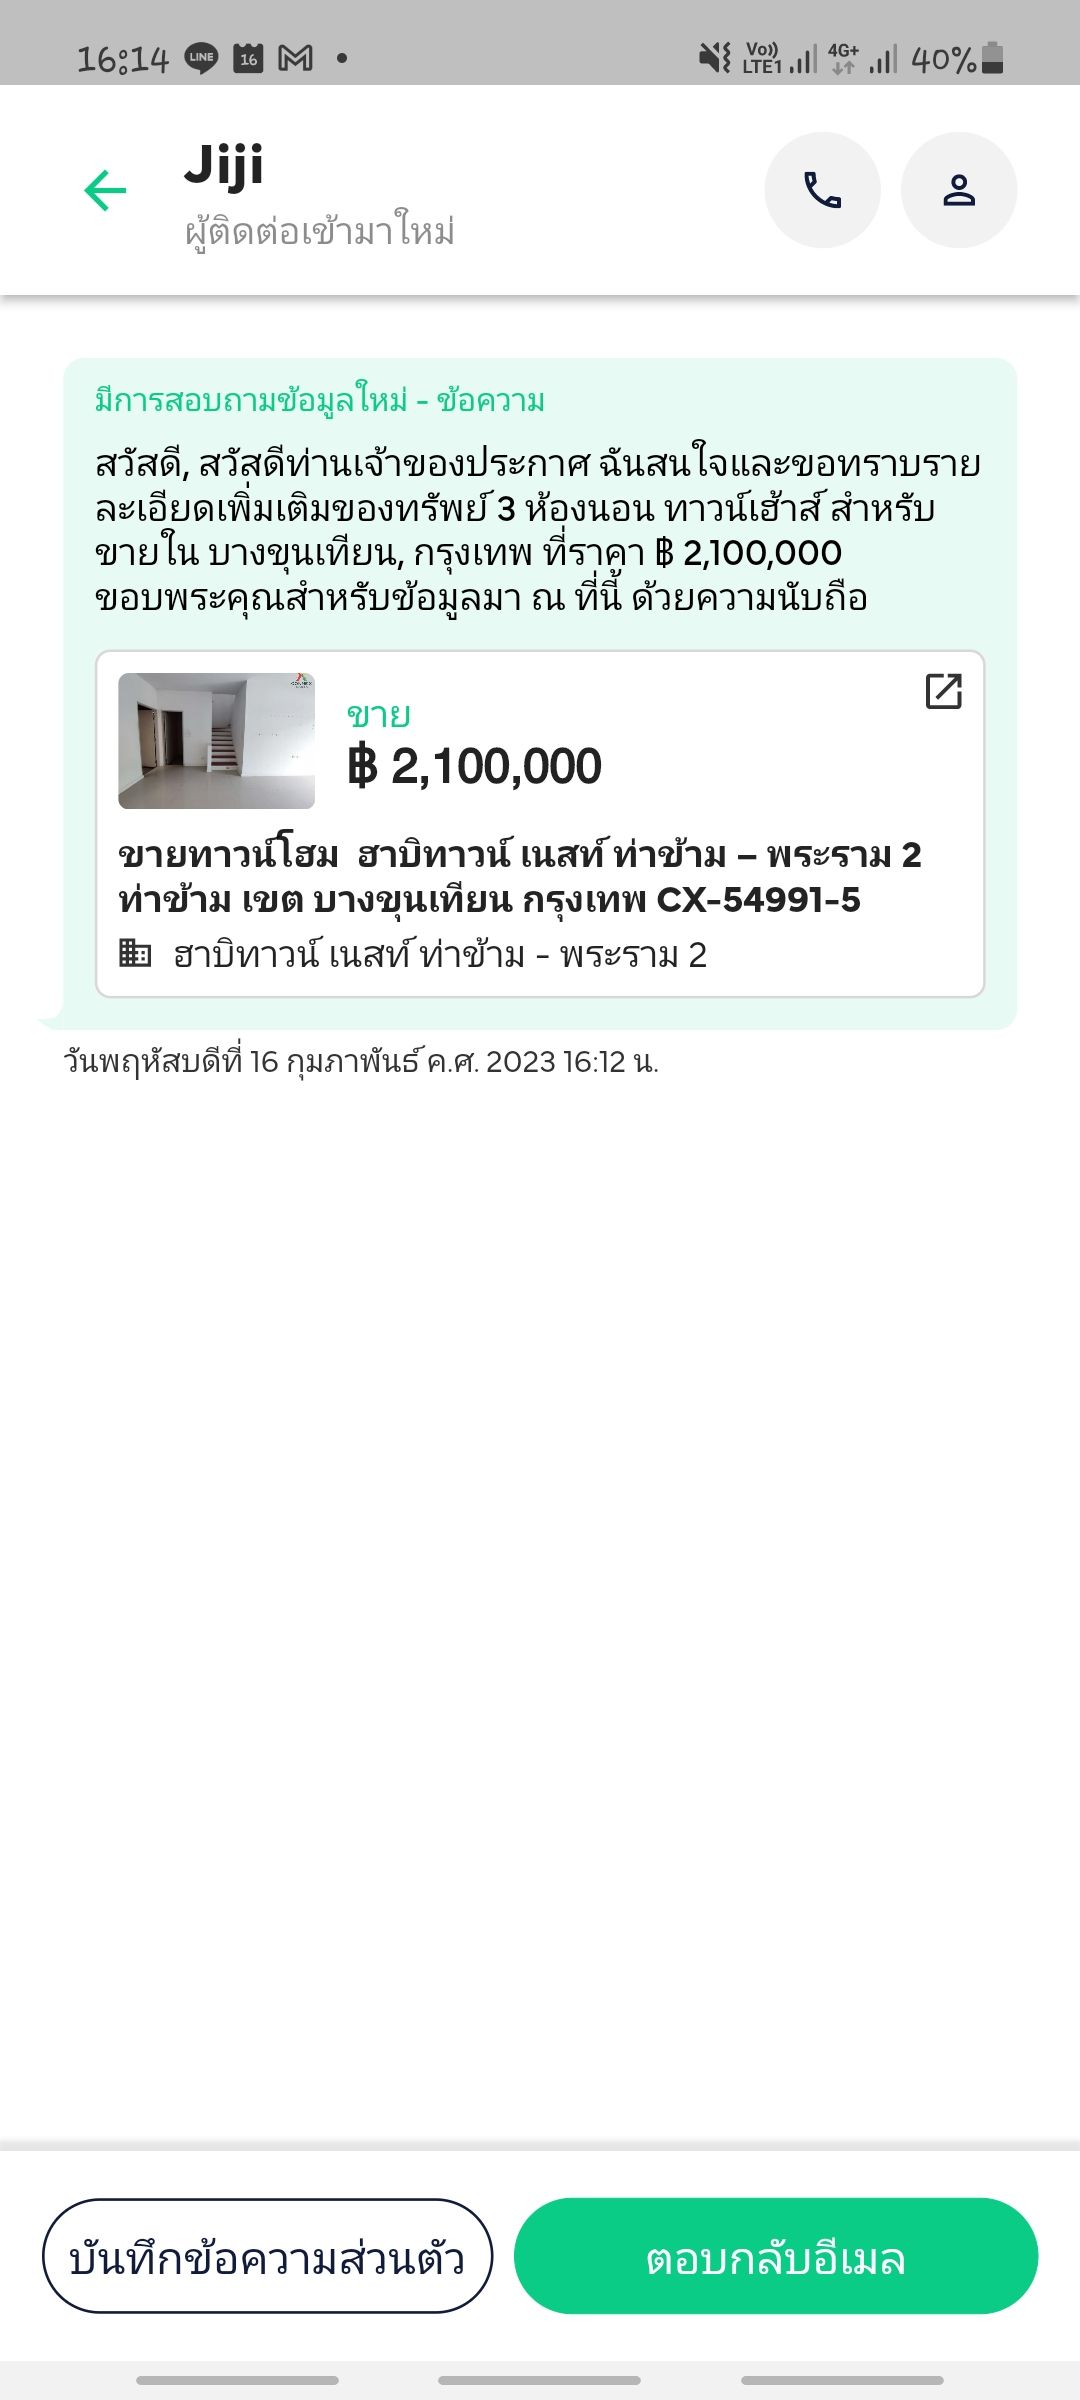 16:14 LINE 16 Vo)) LTE1 4G+ 40%
Jiji
ผู้ติดต่อเข้ามาใหม่
มีการสอบถามข้อมูลใหม่ - ข้อความ
สวัสดี, สวัสดีท่านเจ้าของประกาศ ฉันสนใจและขอทราบราย
ละเอียดเพิ่มเติมของทรัพย์ 3 ห้องนอน ทาวน์เฮ้าส์ สำหรับ
ขายใน บางขุนเทียน, กรุงเทพ ที่ราคา ฿ 2,100,000
ขอบพระคุณสำหรับข้อมูลมา ณ ที่นี้ ด้วยความนับถือ
ขาย
฿ 2,100,000
ขายทาวน์โฮม  ฮาบิทาวน์ เนสท์ ท่าข้าม – พระราม 2
ท่าข้าม เขต บางขุนเทียน กรุงเทพ CX-54991-5
ฮาบิทาวน์ เนสท์ ท่าข้าม - พระราม 2
วันพฤหัสบดีที่ 16 กุมภาพันธ์ ค.ศ. 2023 16:12 น.
บันทึกข้อความส่วนตัว
ตอบกลับอีเมล